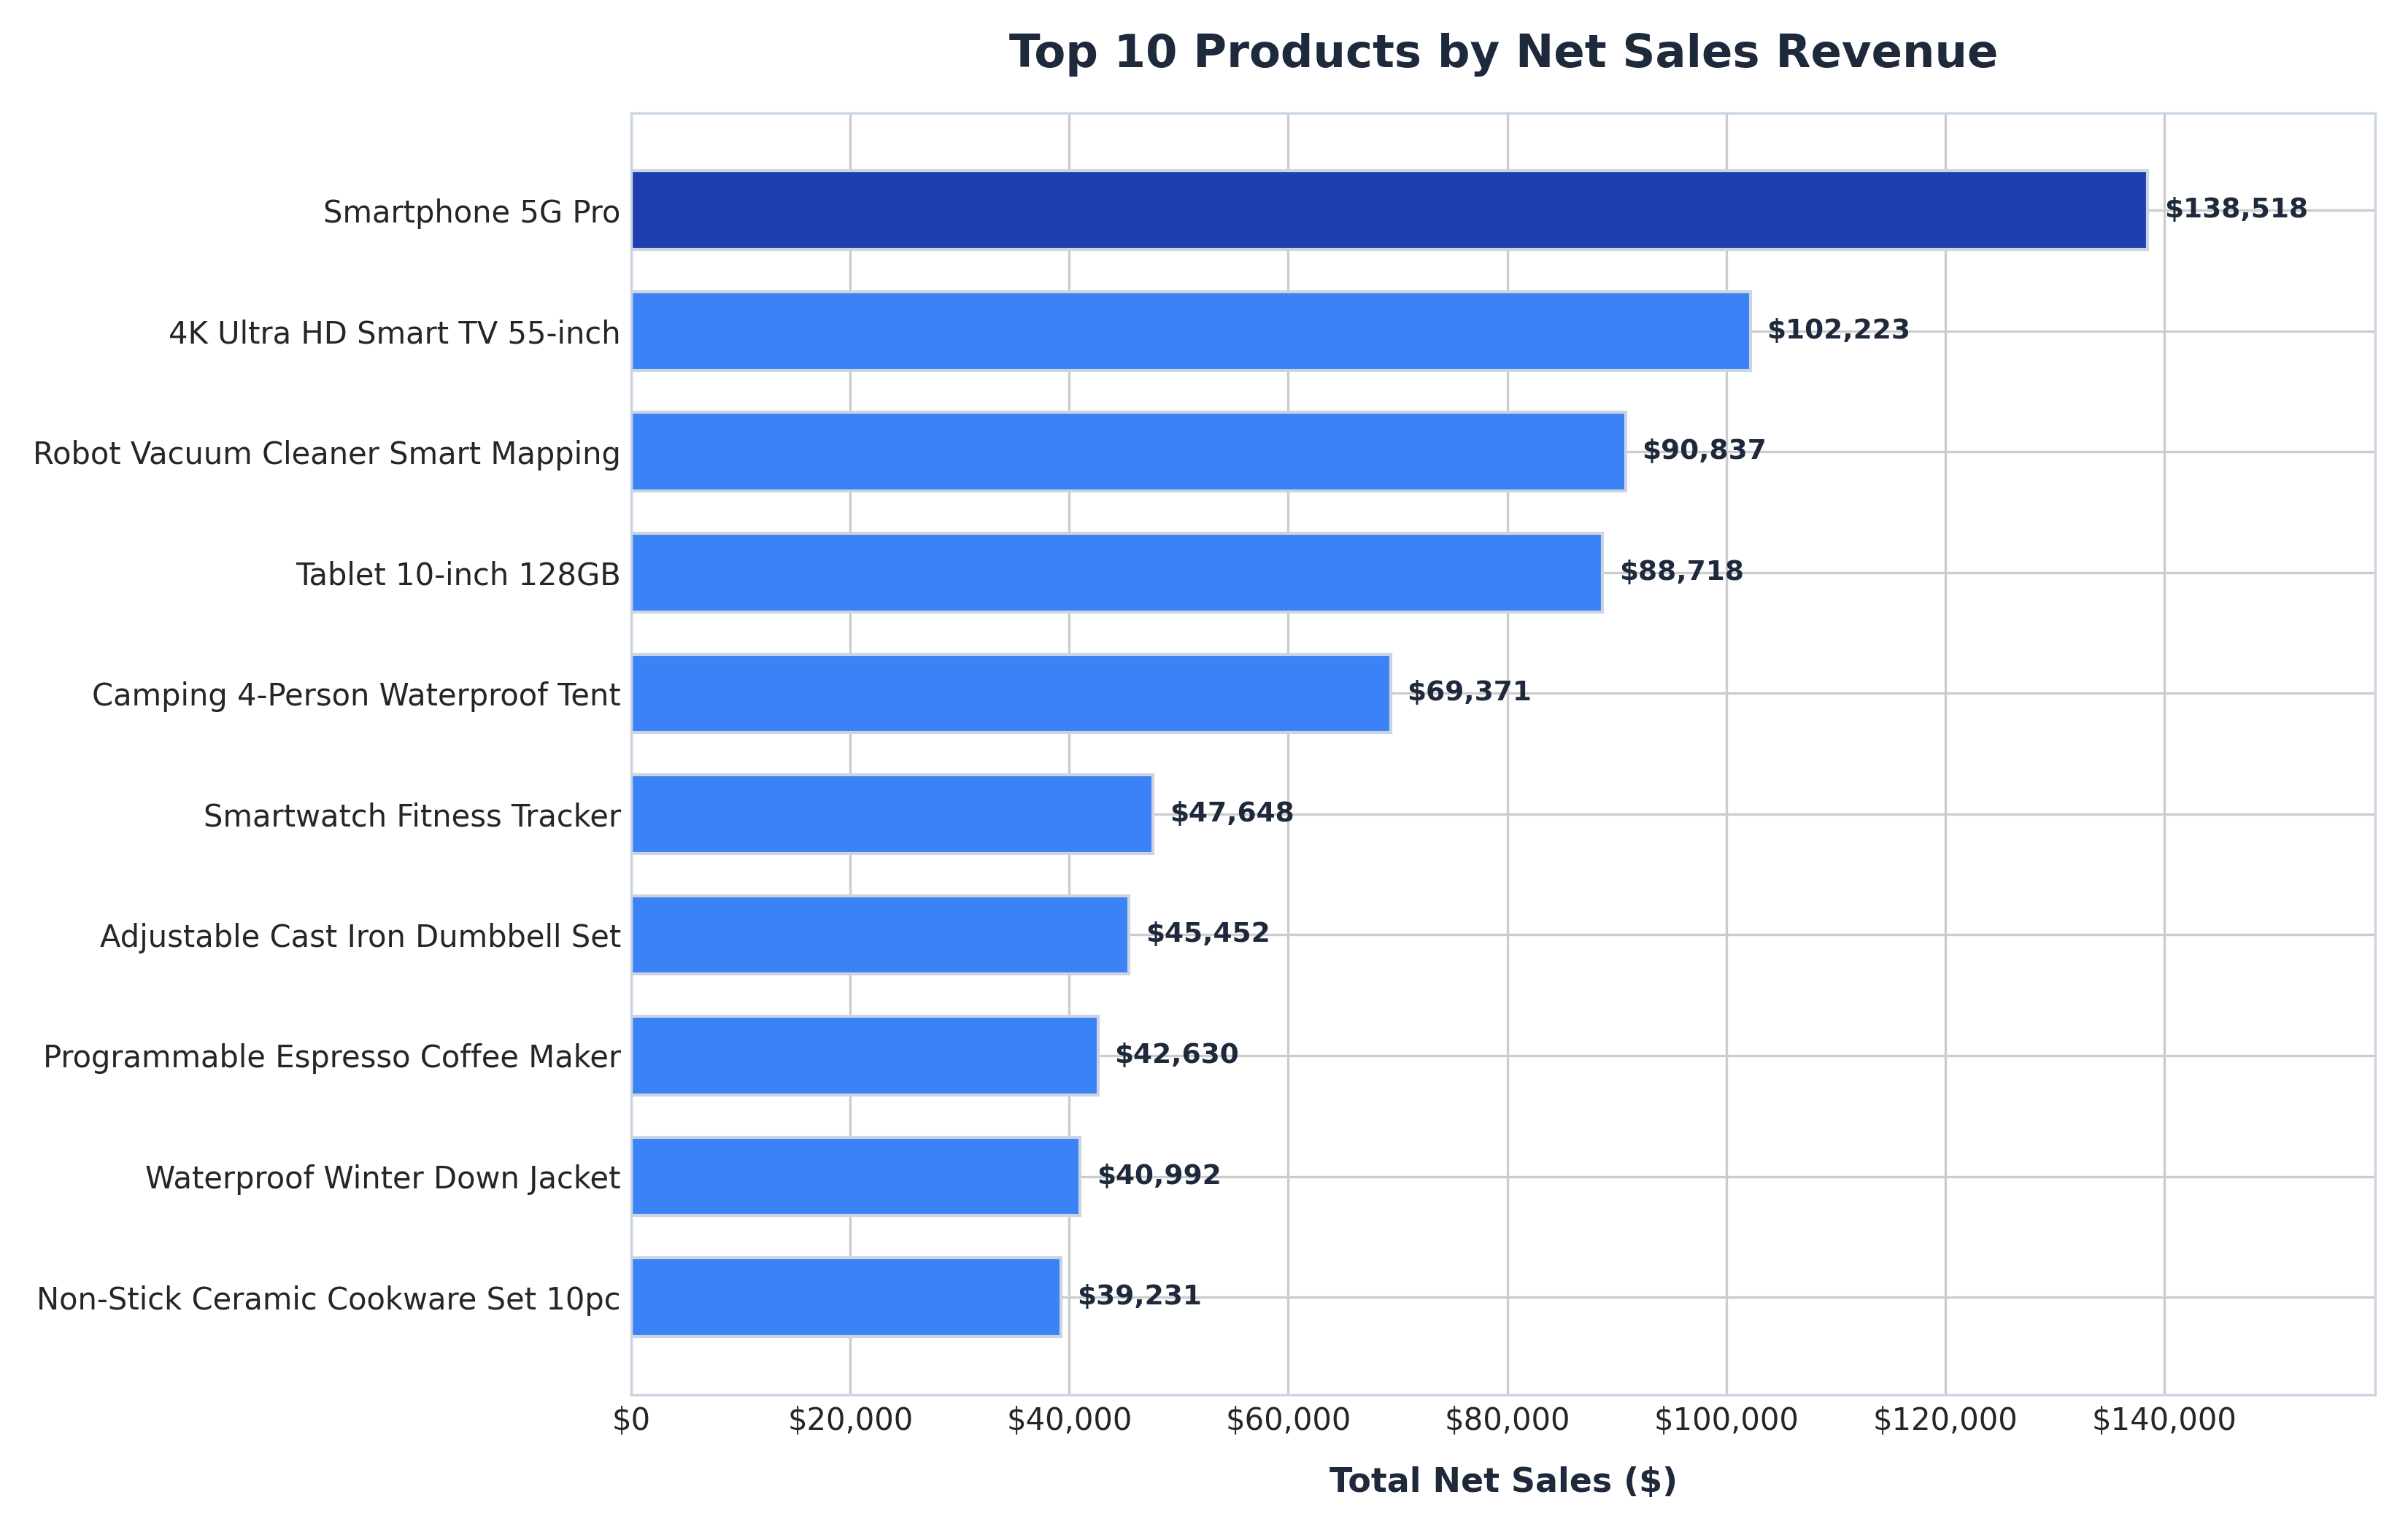 Top 10 Products by Net Sales Revenue
Smartphone 5G Pro $138,518
4K Ultra HD Smart TV 55-inch $102,223
Robot Vacuum Cleaner Smart Mapping $90,837
Tablet 10-inch 128GB $88,718
Camping 4-Person Waterproof Tent $69,371
Smartwatch Fitness Tracker $47,648
Adjustable Cast Iron Dumbbell Set $45,452
Programmable Espresso Coffee Maker $42,630
Waterproof Winter Down Jacket $40,992
Non-Stick Ceramic Cookware Set 10pc $39,231
$0 $20,000 $40,000 $60,000 $80,000 $100,000 $120,000 $140,000
Total Net Sales ($)